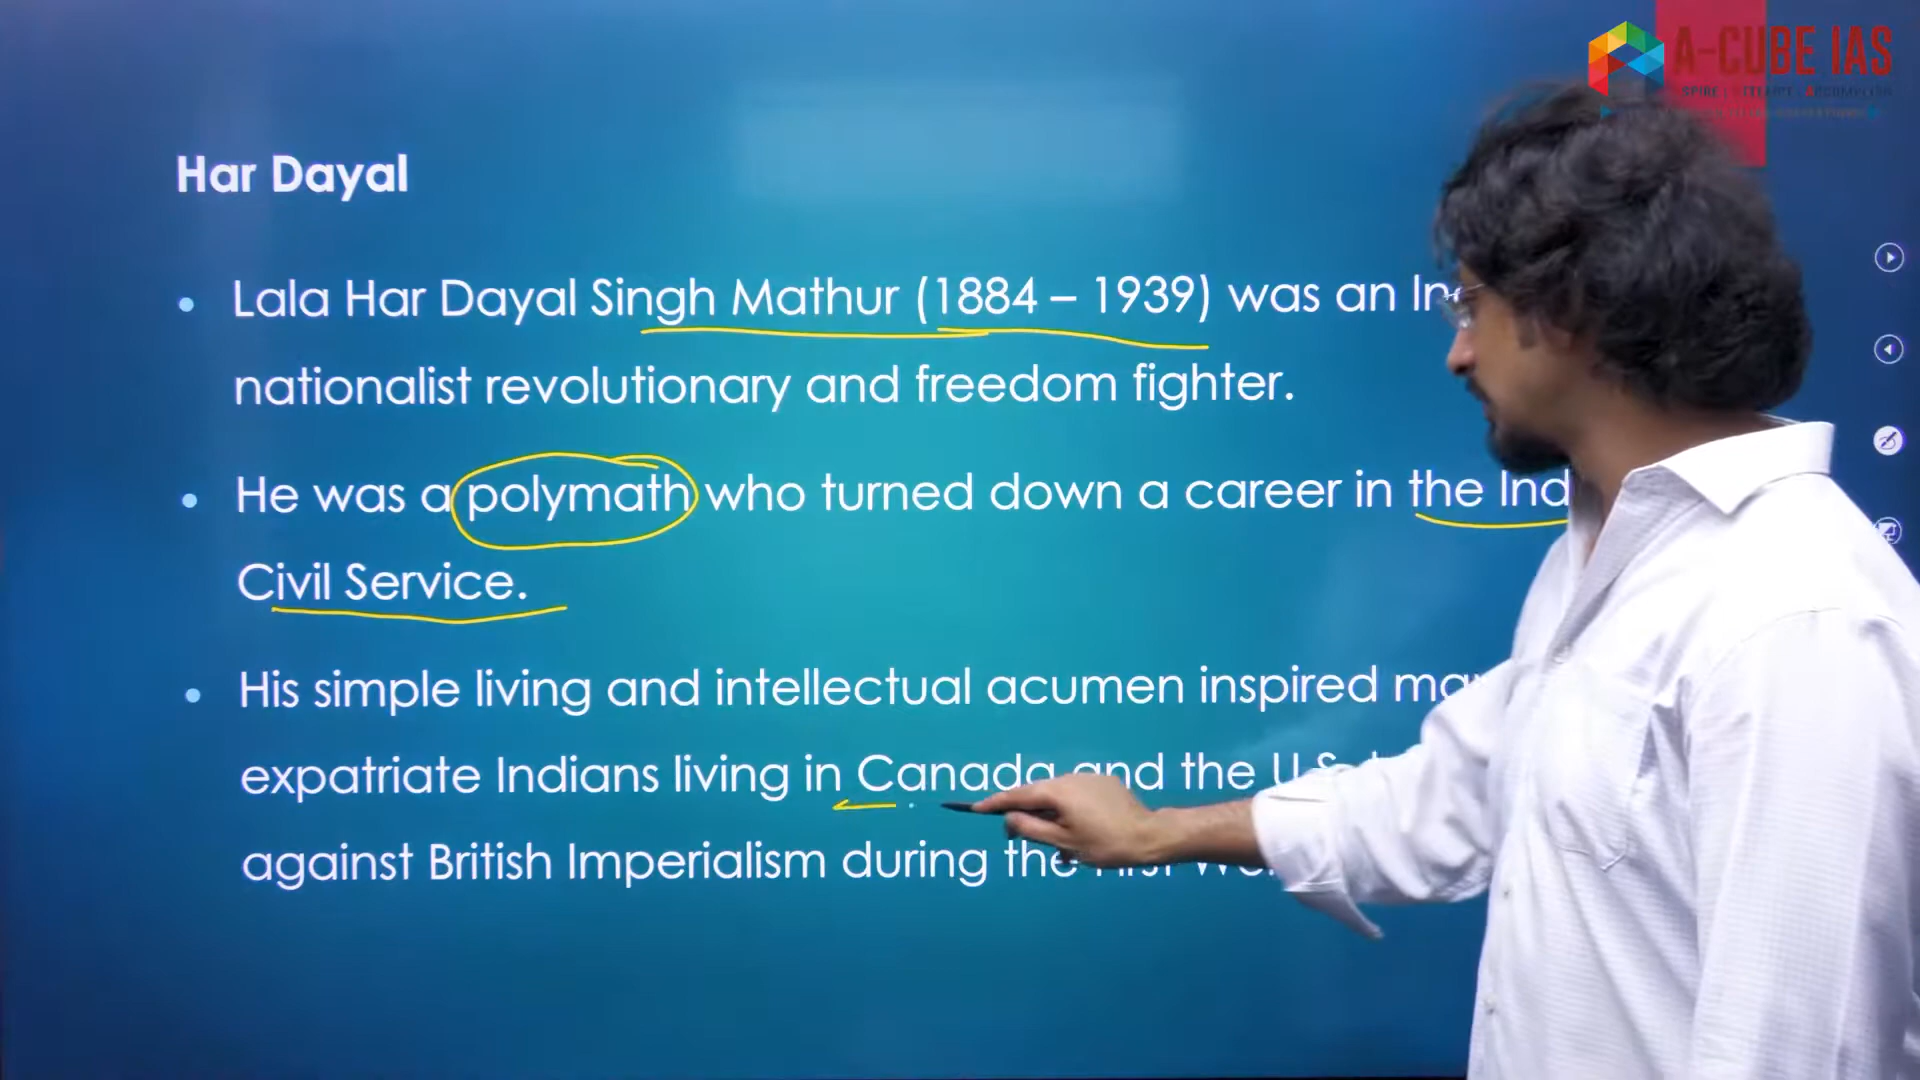 A-CUBE IAS
Har Dayal
• Lala Har Dayal Singh Mathur (1884 – 1939) was an
nationalist revolutionary and freedom fighter.
• He was a polymath who turned down a career in the
Civil Service.
• His simple living and intellectual acumen inspired
expatriate Indians living in Canada and the
against British Imperialism during the